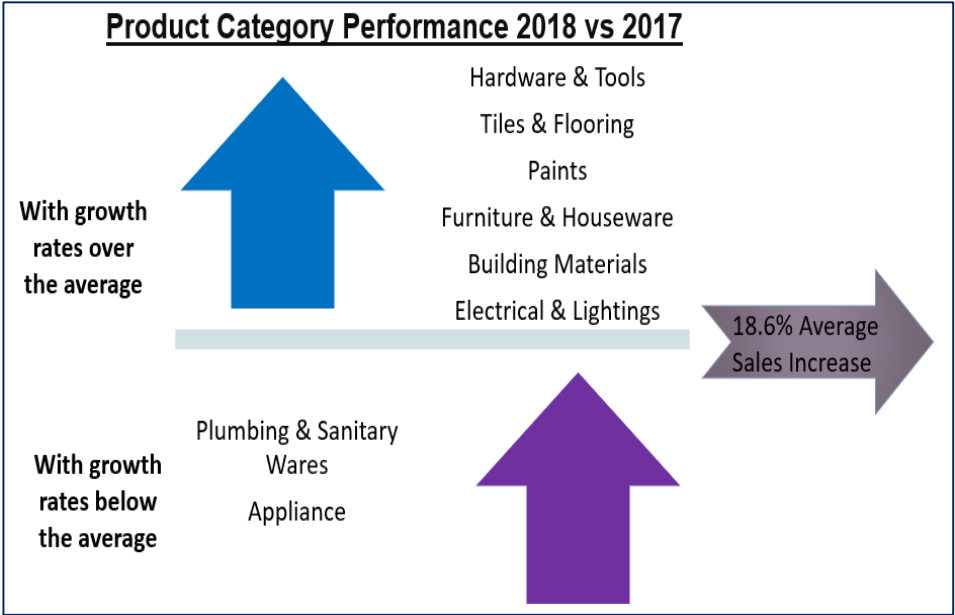 Product Category Performance 2018 vs 2017
Hardware & Tools
Tiles & Flooring
Paints
Furniture & Houseware
Building Materials
Electrical & Lightings
With growth
rates over
the average
18.6% Average
Sales Increase
Plumbing & Sanitary
Wares
Appliance
With growth
rates below
the average